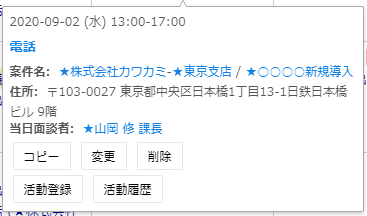 2020-09-02 (水) 13:00-17:00
電話
案件名: ★株式会社カワカミ-★東京支店 / ★○○○○新規導入
住所: 〒103-0027 東京都中央区日本橋1丁目13-1日鉄日本橋
ビル 9階
当日面談者: ★山岡 修 課長
コピー 変更 削除
活動登録 活動履歴